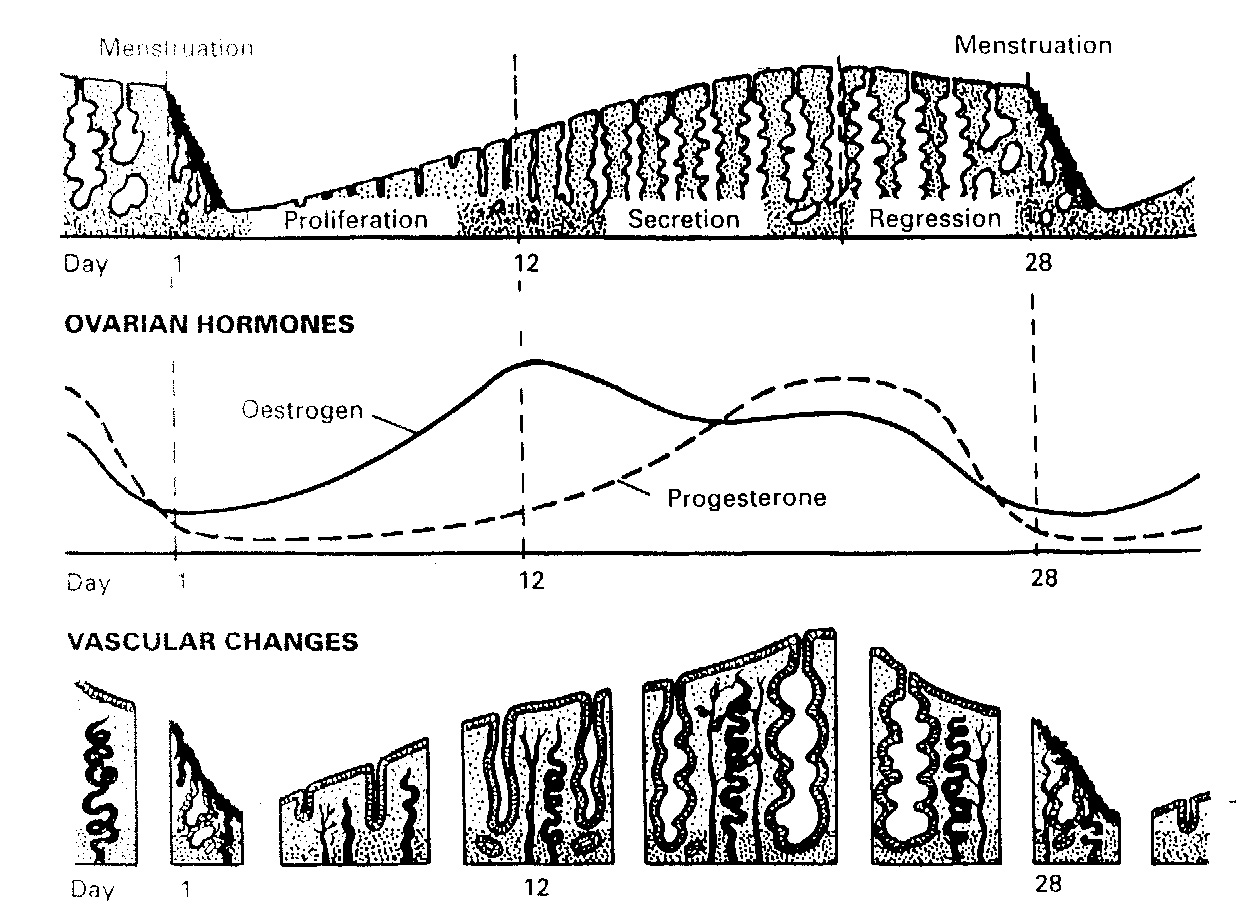 Menstruation Menstruation
Proliferation Secretion Regression
Day 1 12 28
OVARIAN HORMONES
Oestrogen
Progesterone
Day 1 12 28
VASCULAR CHANGES
Day 1 12 28